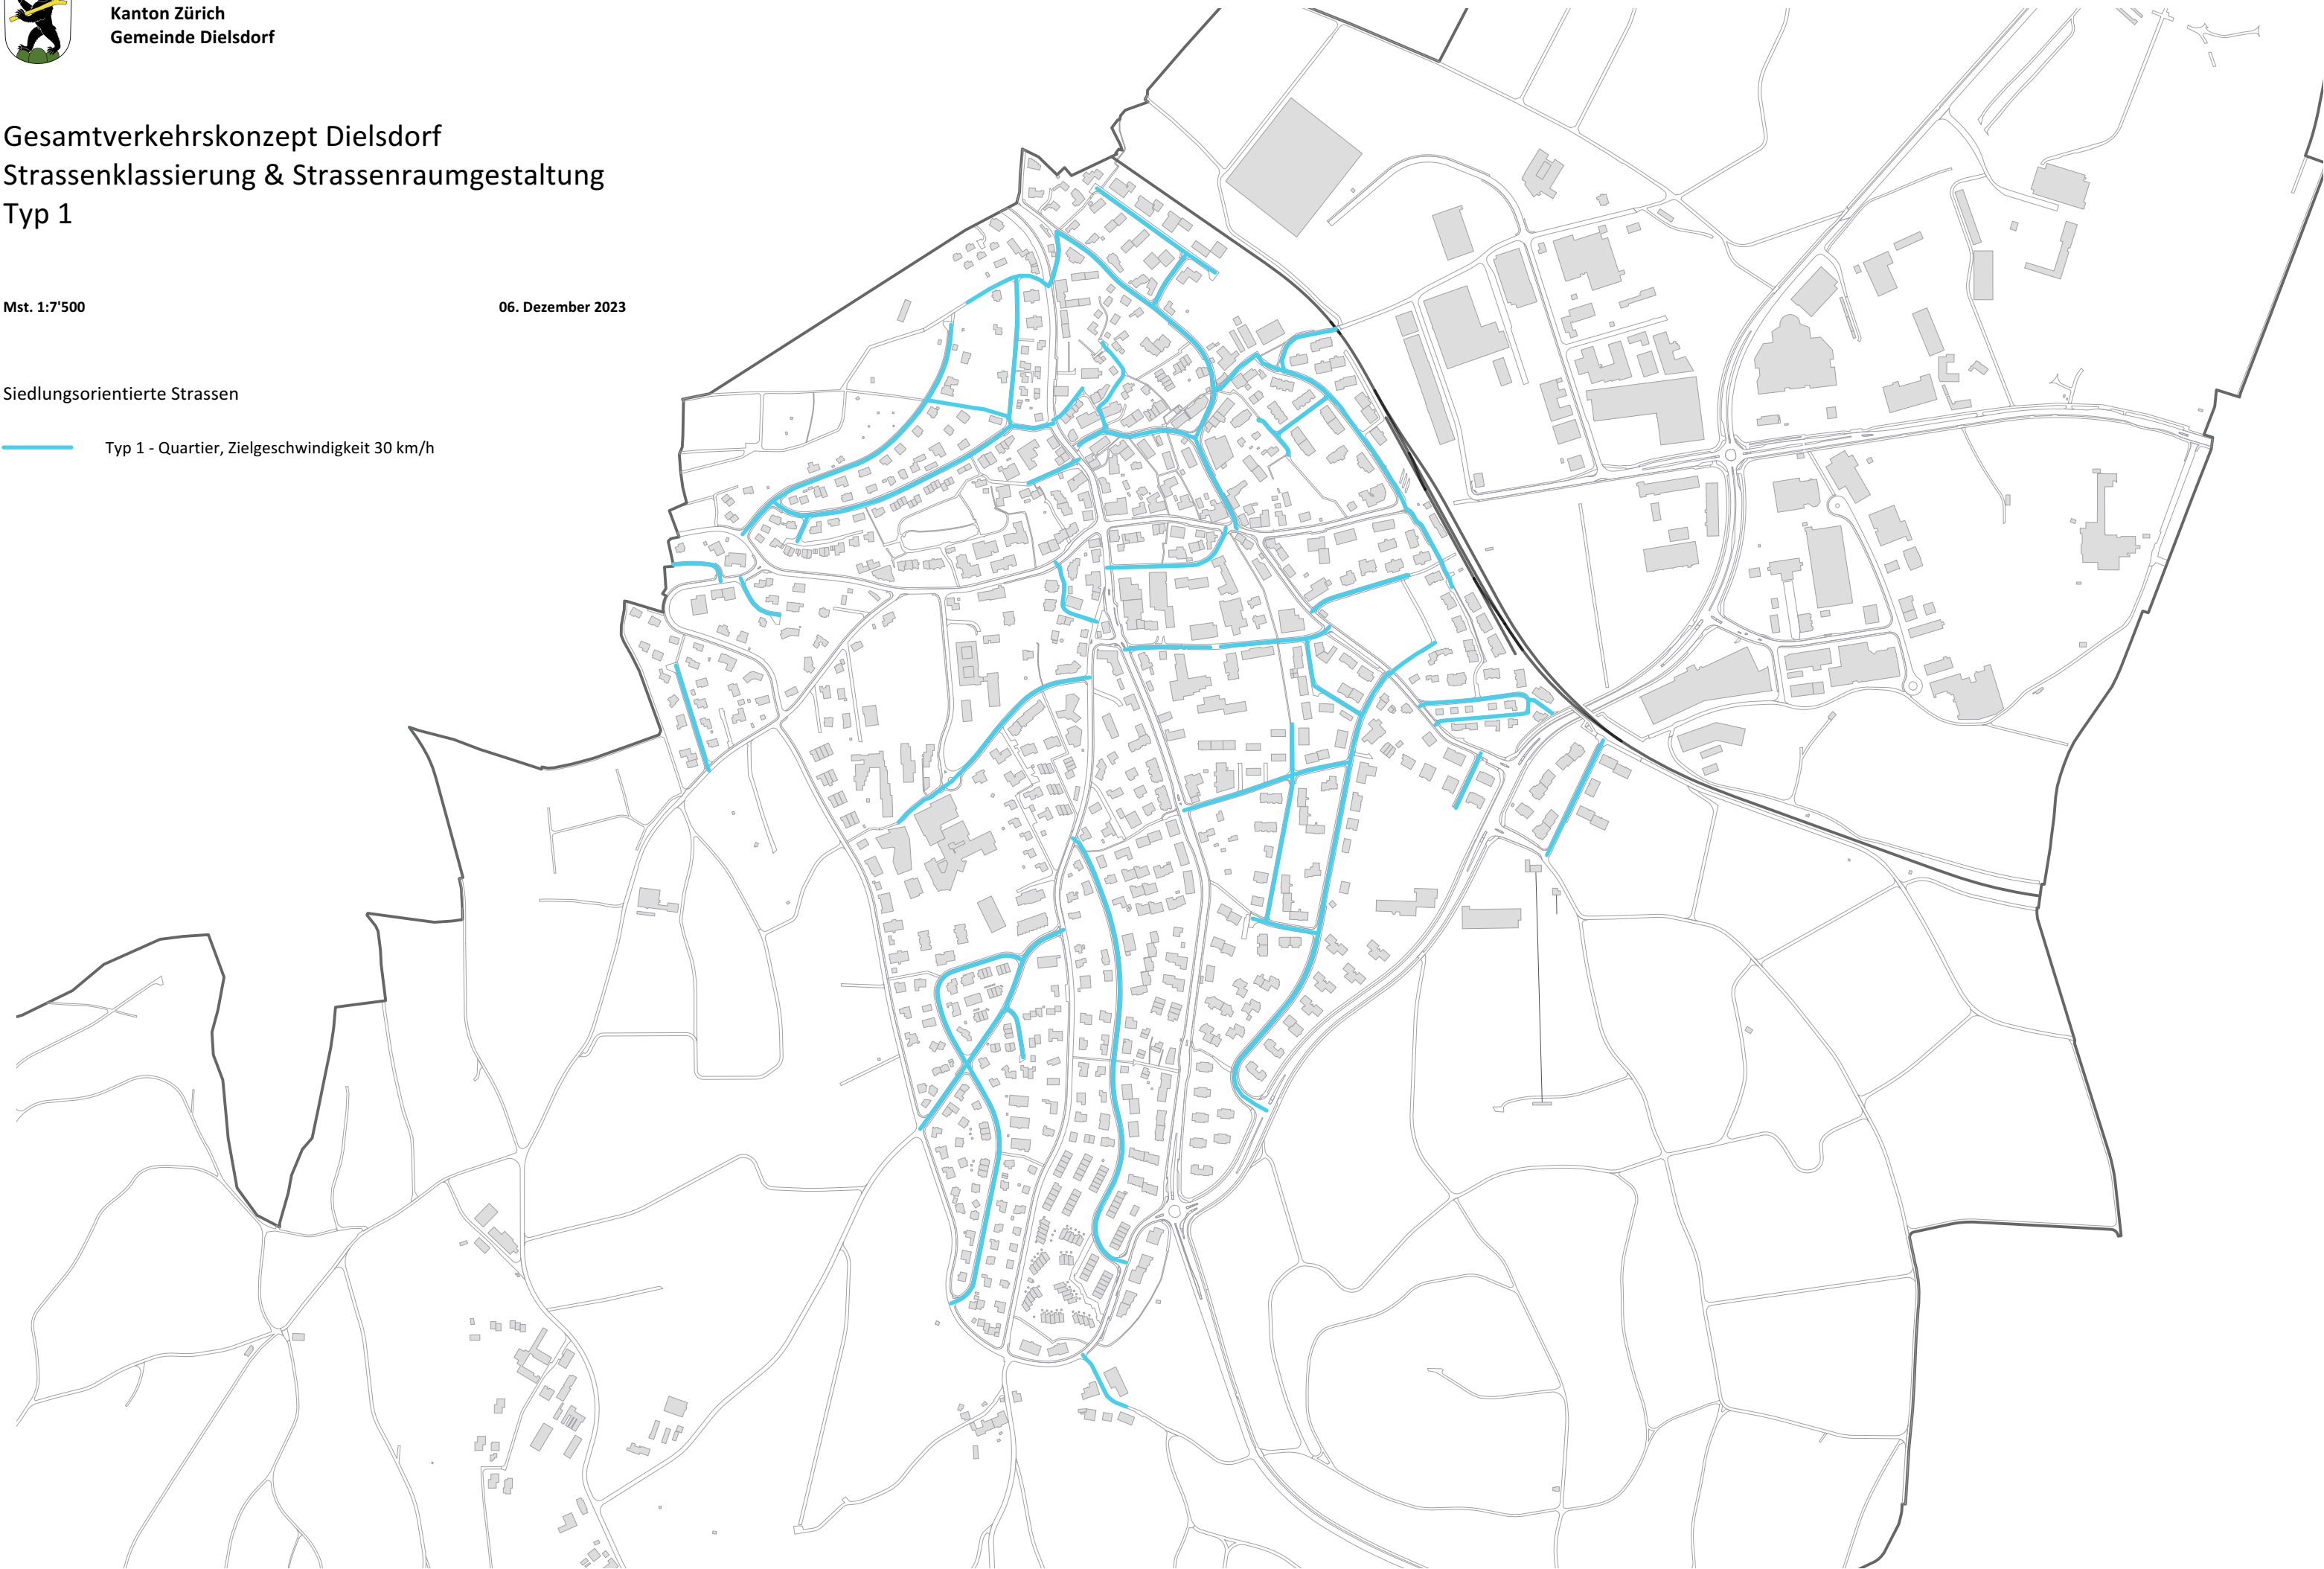 Kanton Zürich
Gemeinde Dielsdorf
Gesamtverkehrskonzept Dielsdorf
Strassenklassierung & Strassenraumgestaltung
Typ 1
Mst. 1:7'500 06. Dezember 2023
Siedlungsorientierte Strassen
Typ 1 - Quartier, Zielgeschwindigkeit 30 km/h